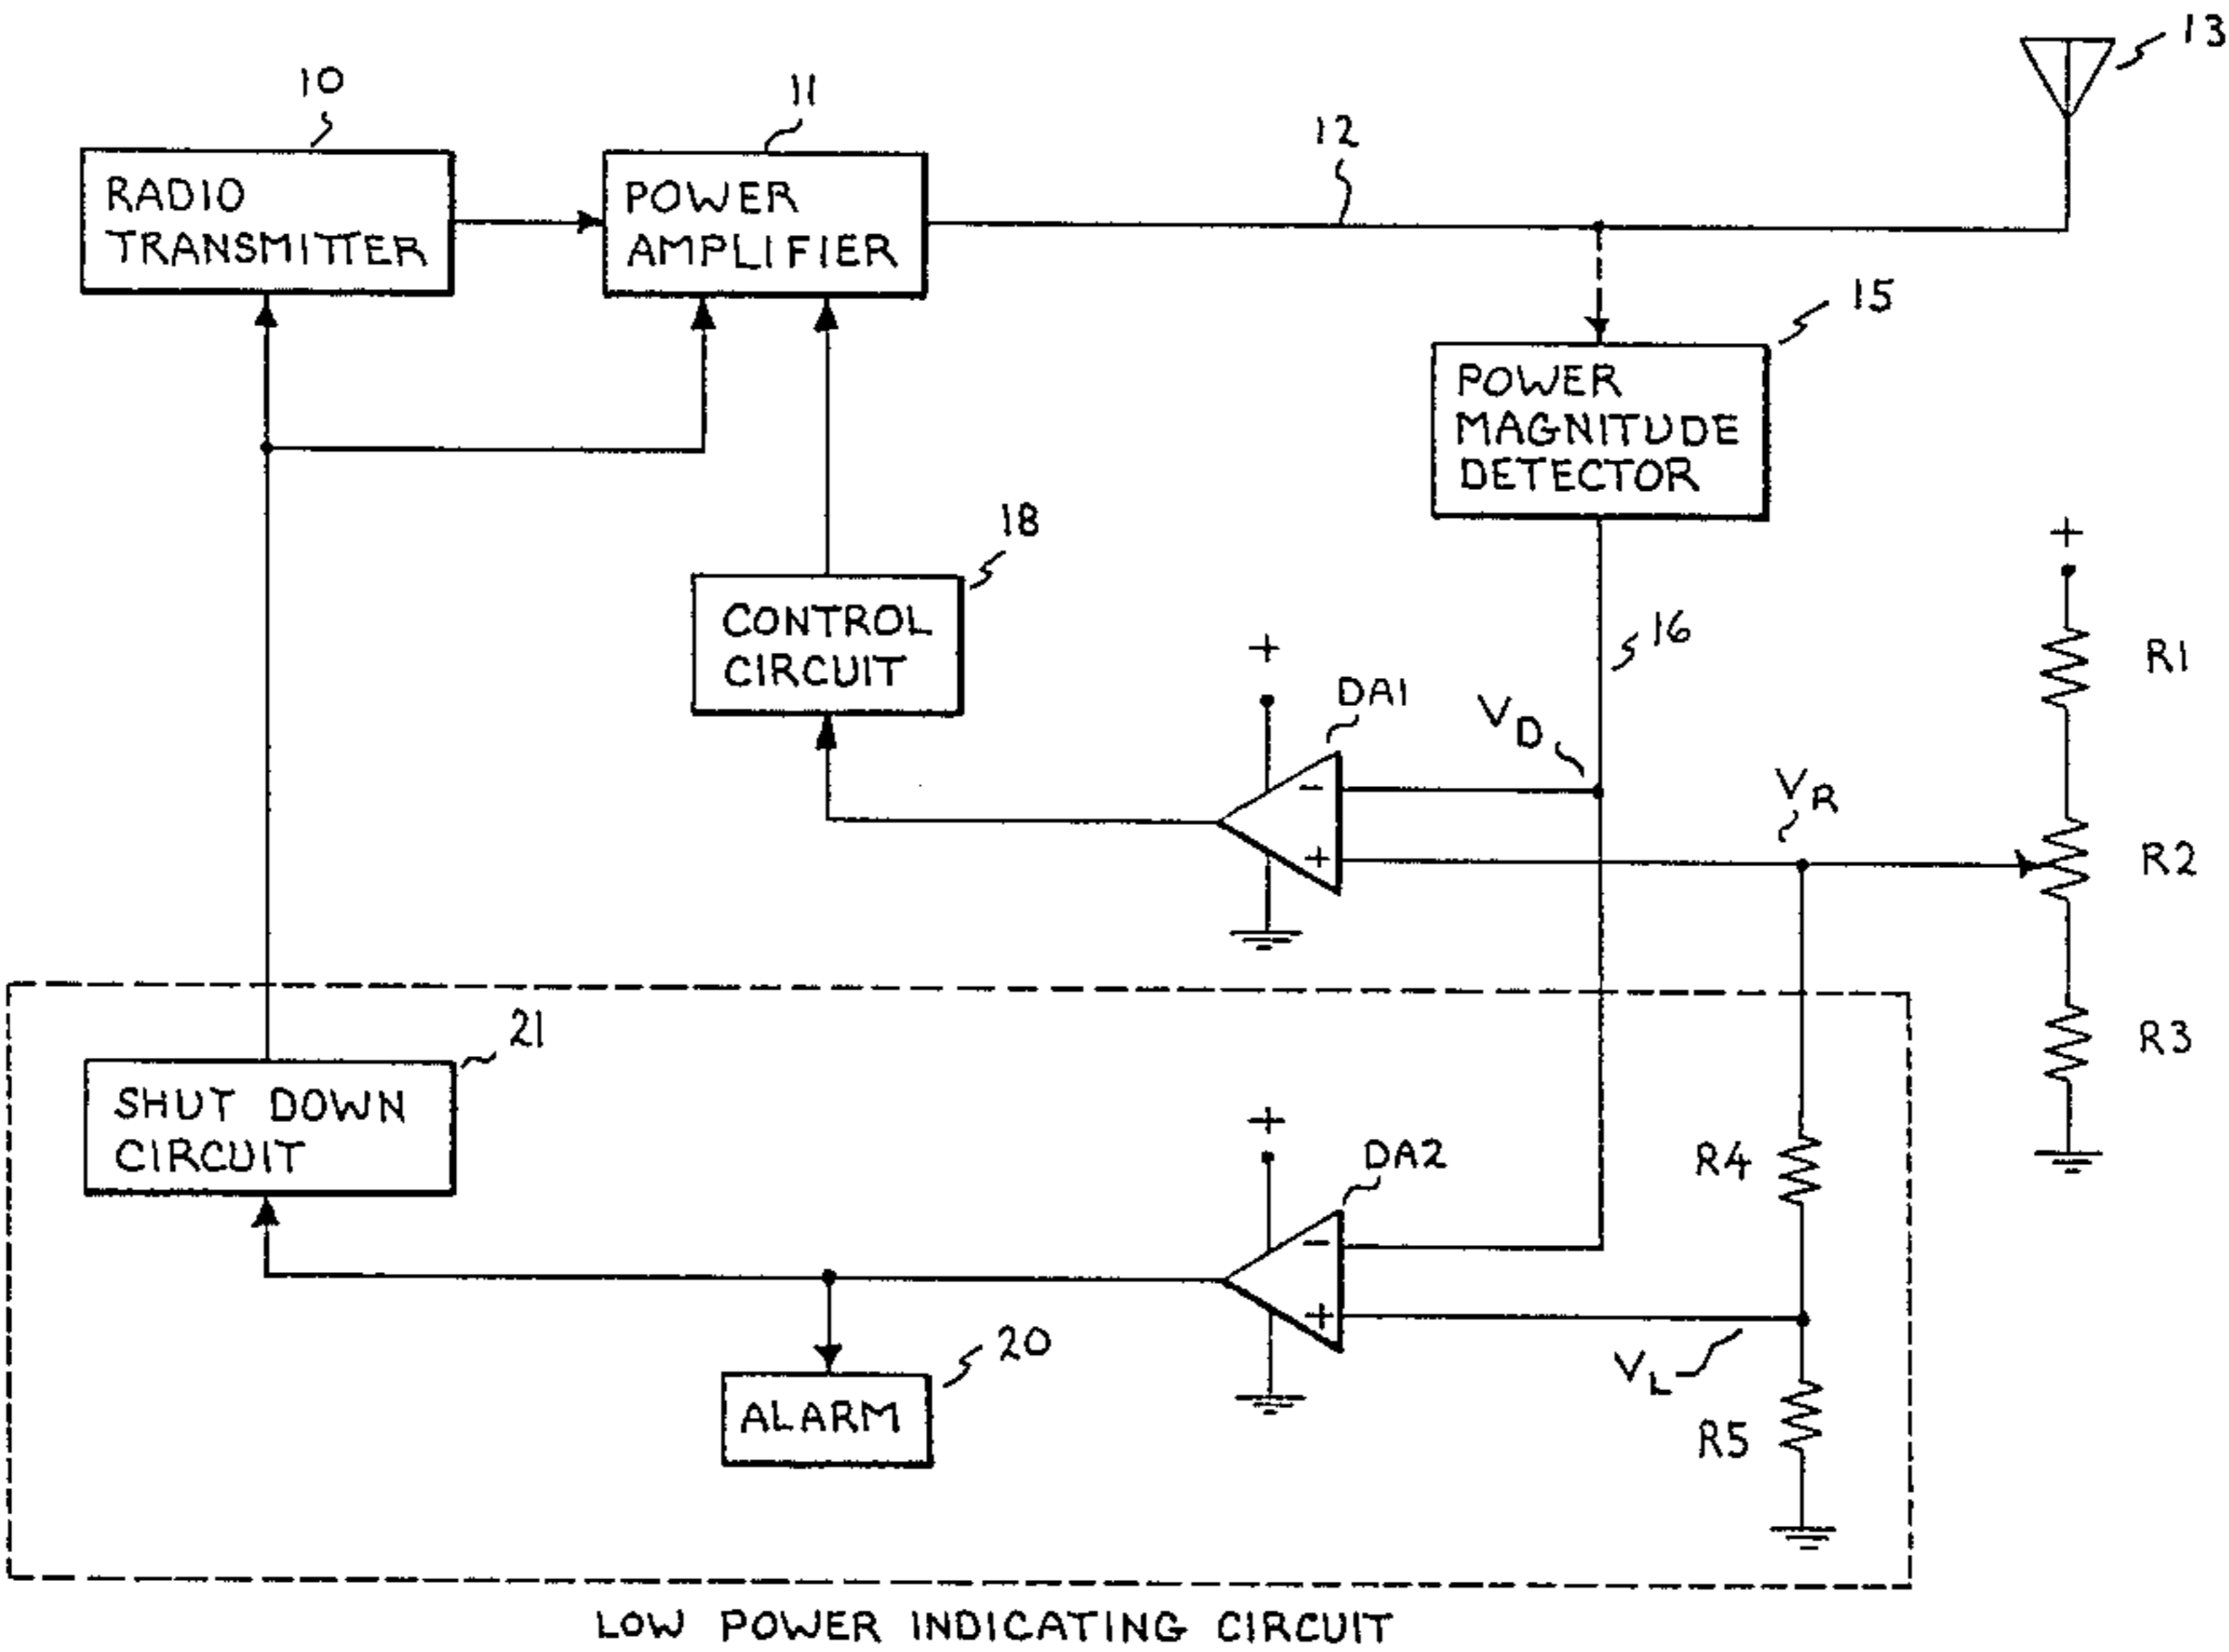 13
10
11
12
RADIO
TRANSMITTER
POWER
AMPLIFIER
15
POWER
MAGNITUDE
DETECTOR
18
+
CONTROL
CIRCUIT
16
+
R1
DA1
VD
VR
-
+
R2
21
R3
SHUT DOWN
CIRCUIT
+
DA2
R4
-
+
20
VL
ALARM
R5
LOW POWER INDICATING CIRCUIT